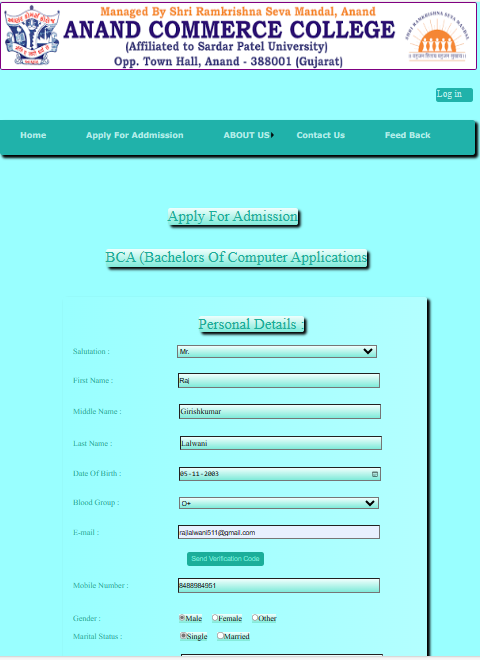 Managed By Shri Ramkrishna Seva Mandal, Anand
ANAND COMMERCE COLLEGE
(Affiliated to Sardar Patel University)
Opp. Town Hall, Anand - 388001 (Gujarat)
Log in
Home Apply For Addmission ABOUT US Contact Us Feed Back
Apply For Admission
BCA (Bachelors Of Computer Applications
Personal Details :
Salutation : Mr.
First Name : Raj
Middle Name : Girishkumar
Last Name : Lalwani
Date Of Birth : 05-11-2003
Blood Group : O+
E-mail : rajlalwani511@gmail.com
Send Verification Code
Mobile Number : 8488984951
Gender : Male Female Other
Marital Status : Single Married